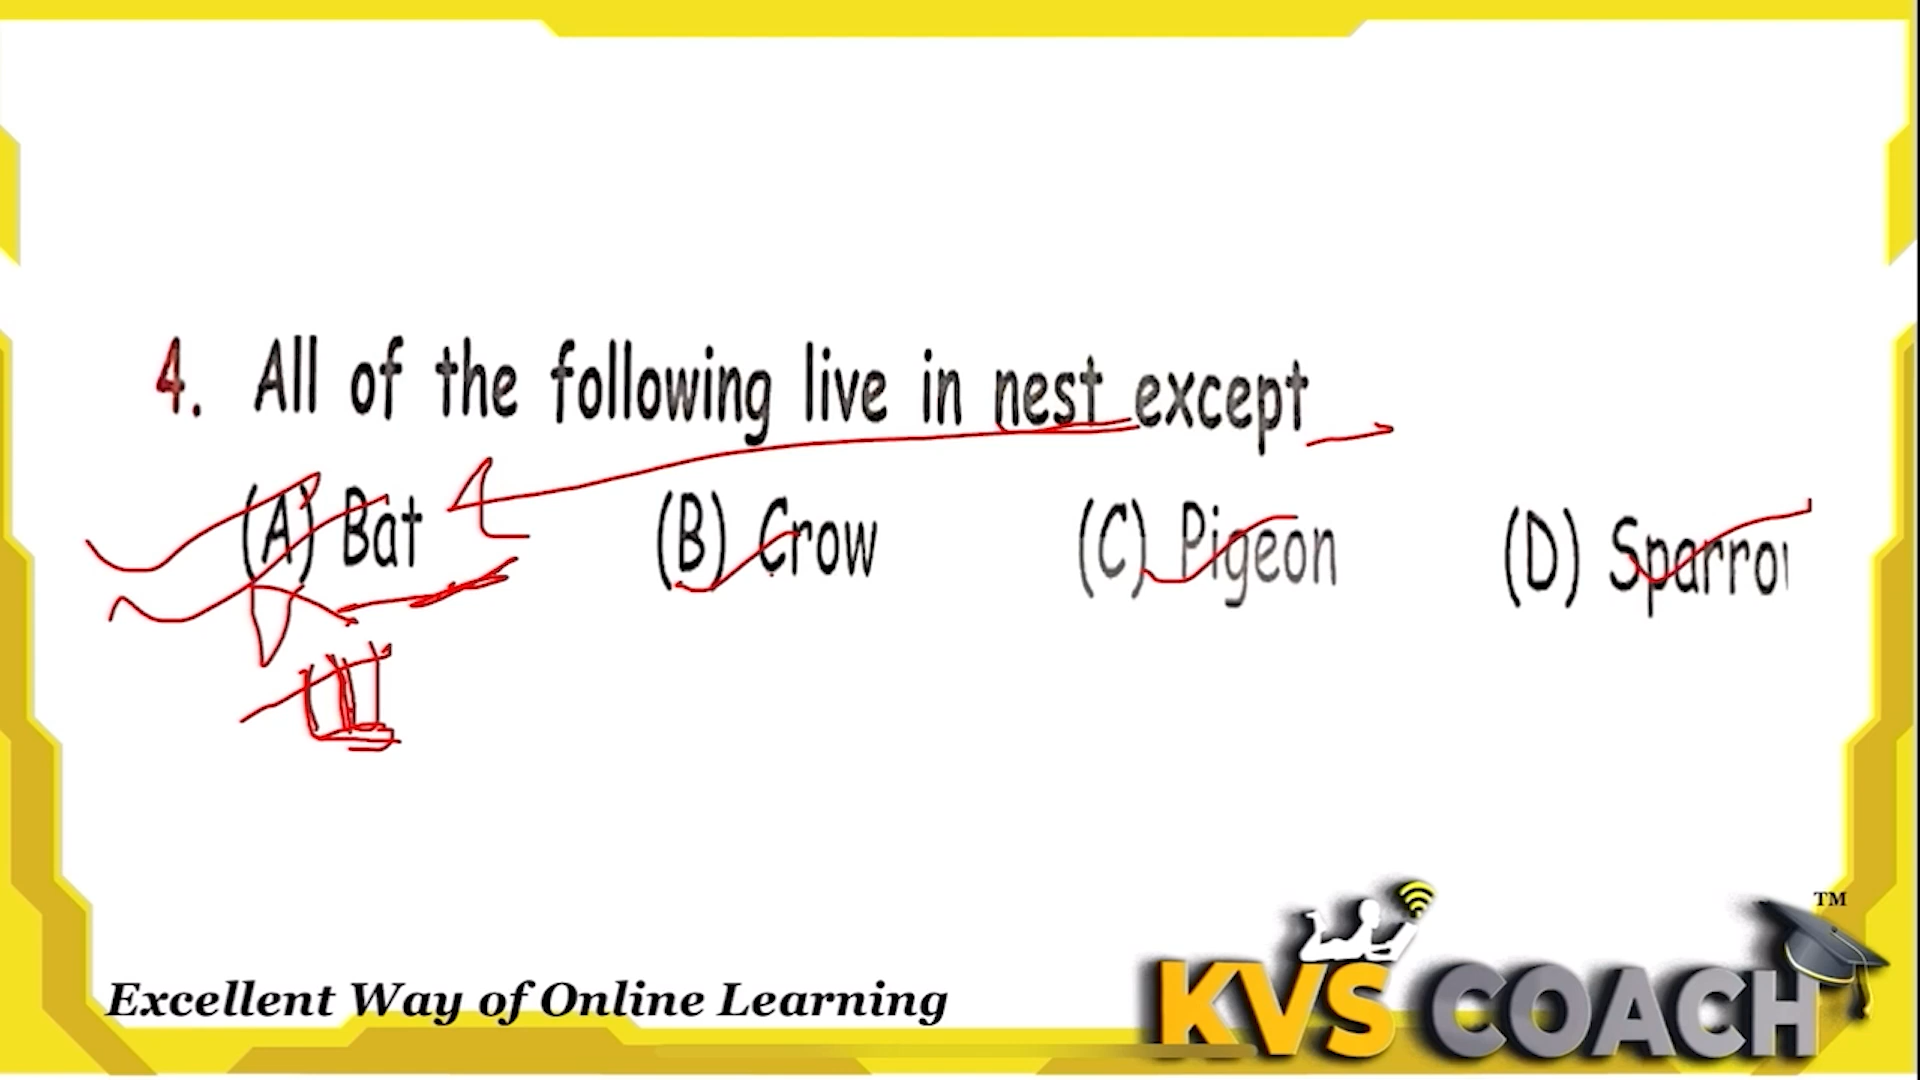 4. All of the following live in nest except
(A) Bat (B) Crow (C) Pigeon (D) Sparro
Excellent Way of Online Learning
KVS COACH TM